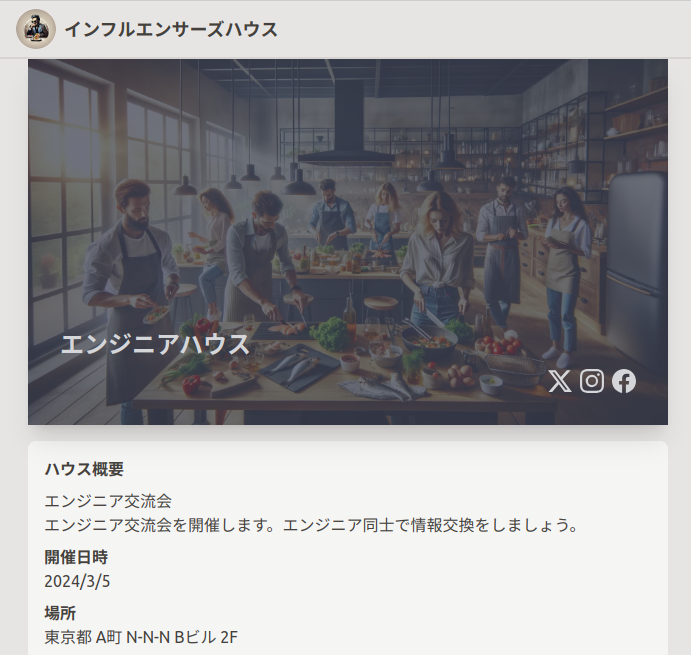 インフルエンサーズハウス
エンジニアハウス
ハウス概要
エンジニア交流会
エンジニア交流会を開催します。エンジニア同士で情報交換をしましょう。
開催日時
2024/3/5
場所
東京都 A町 N-N-N Bビル 2F